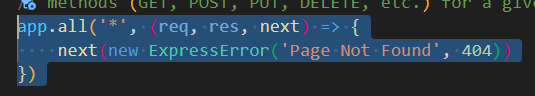 methods (GET, POST, PUT, DELETE, etc.) for a give
app.all('*', (req, res, next) => {
    next(new ExpressError('Page Not Found', 404))
})